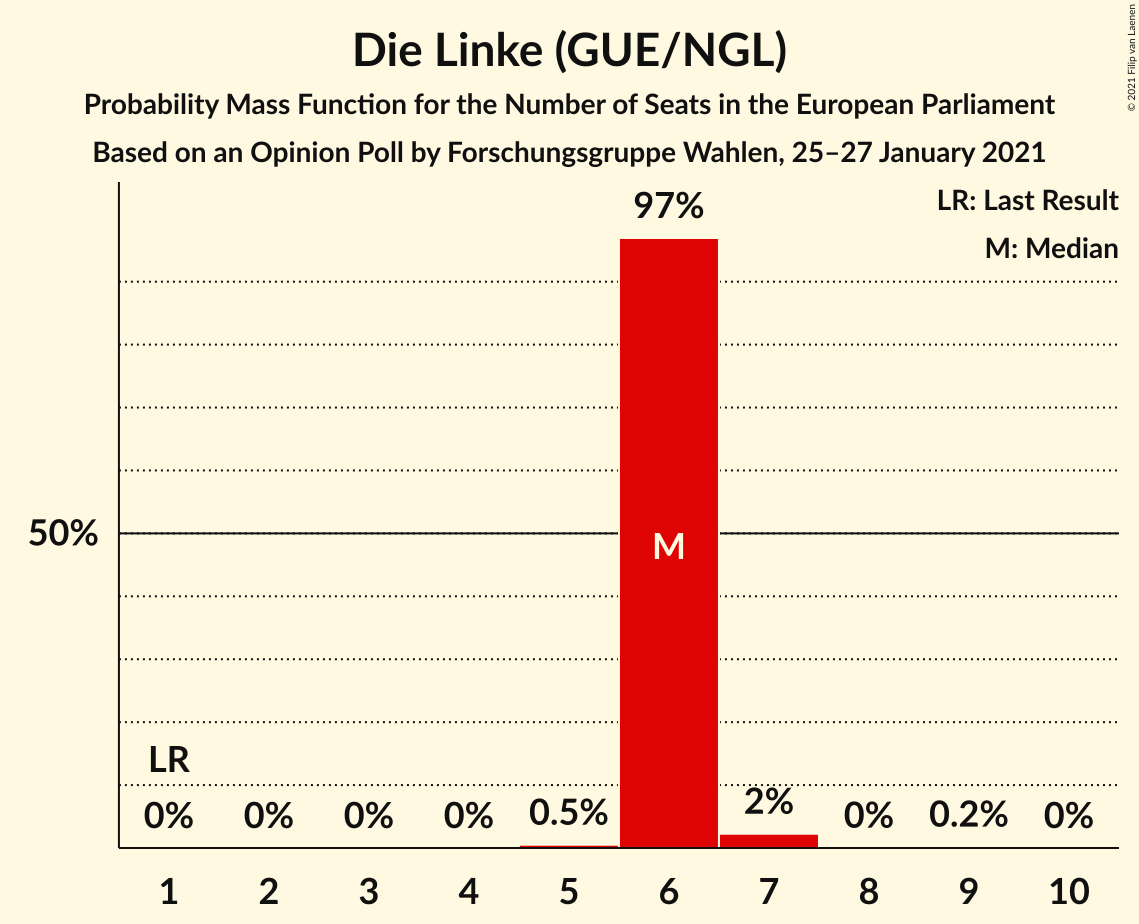 Die Linke (GUE/NGL)
Probability Mass Function for the Number of Seats in the European Parliament
Based on an Opinion Poll by Forschungsgruppe Wahlen, 25–27 January 2021
© 2021 Filip van Laenen
LR: Last Result
M: Median
97%
50%
M
LR
0%
0%
0%
0%
0.5%
2%
0%
0.2%
0%
1
2
3
4
5
6
7
8
9
10